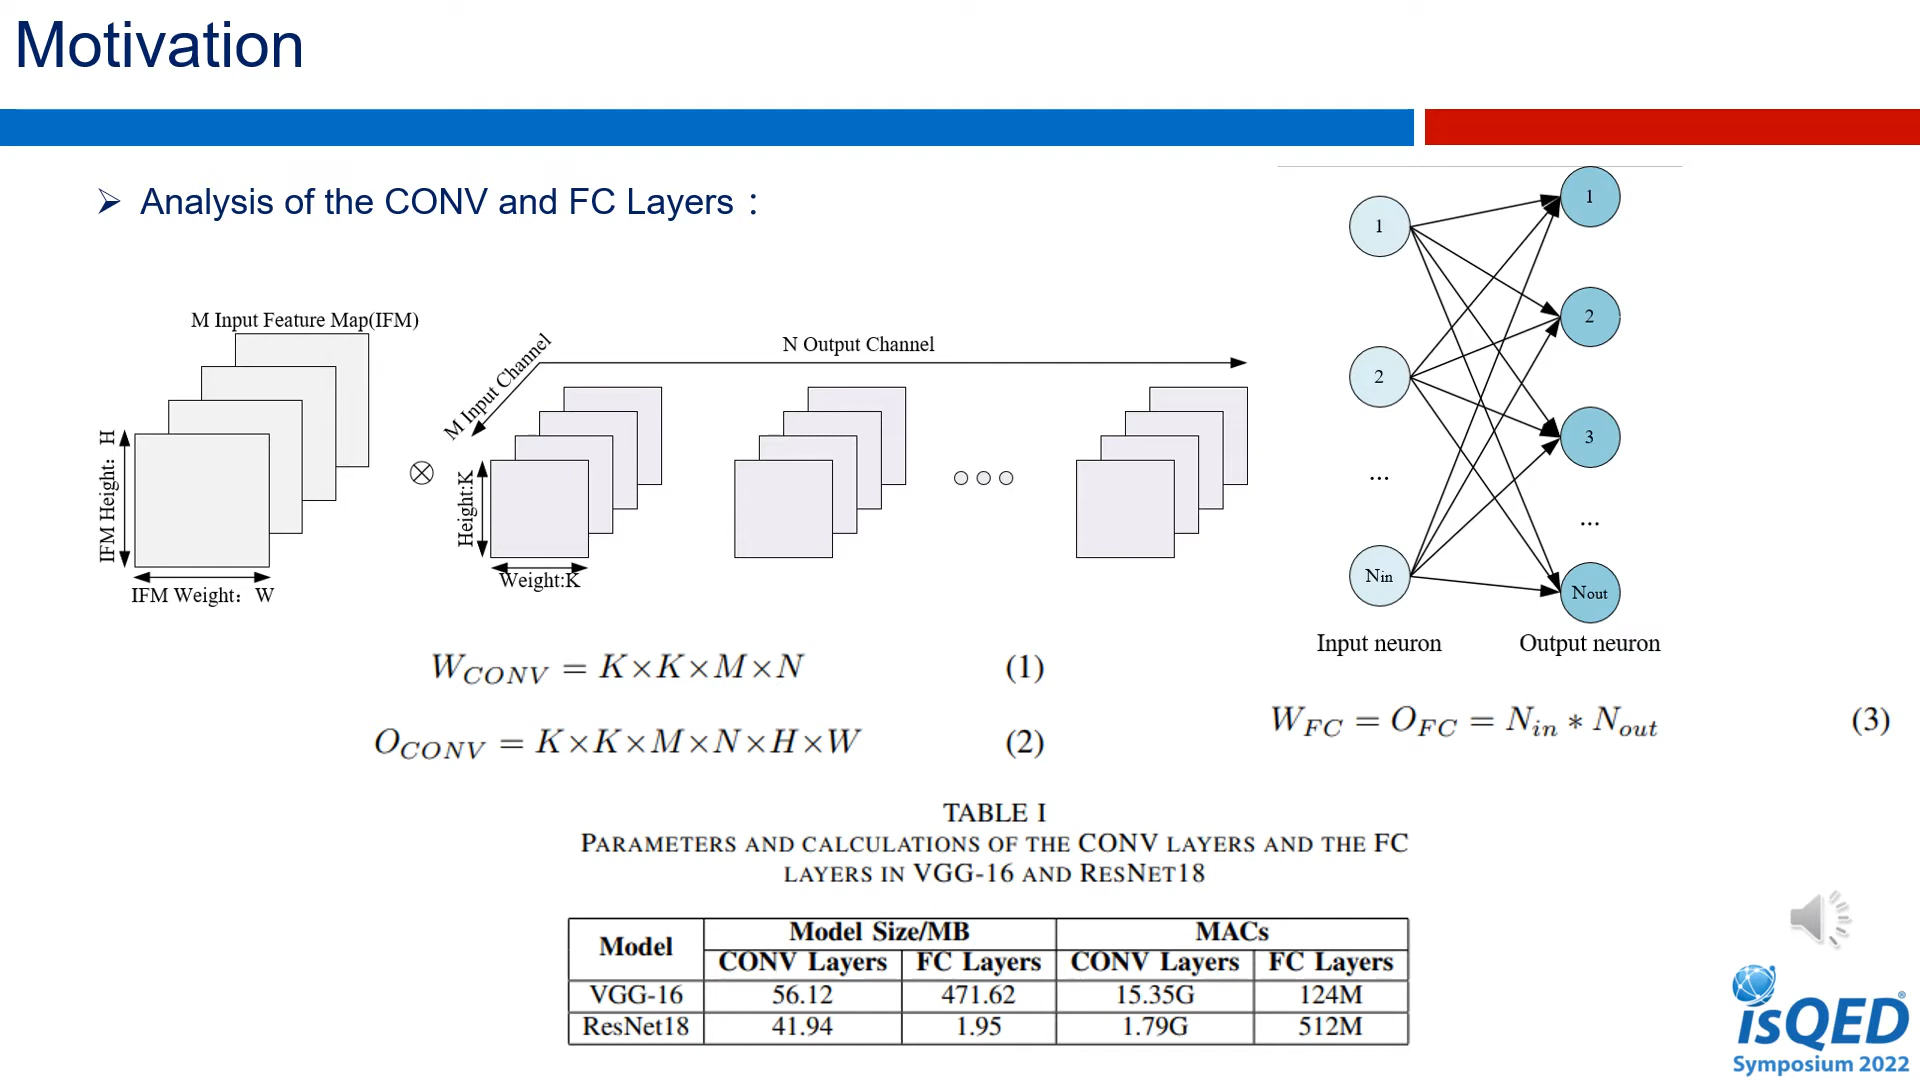 Motivation
➢ Analysis of the CONV and FC Layers：
M Input Feature Map(IFM)
IFM Height：H
IFM Weight：W
⊗
M Input Channel
N Output Channel
Height:K
Weight:K
1
2
...
Nin
Input neuron
1
2
3
...
Nout
Output neuron
W_CONV = K×K×M×N (1)
O_CONV = K×K×M×N×H×W (2)
W_FC = O_FC = N_in * N_out (3)
TABLE I
PARAMETERS AND CALCULATIONS OF THE CONV LAYERS AND THE FC
LAYERS IN VGG-16 AND RESNET18
Model Model Size/MB MACs
CONV Layers FC Layers CONV Layers FC Layers
VGG-16 56.12 471.62 15.35G 124M
ResNet18 41.94 1.95 1.79G 512M
isQED®
Symposium 2022